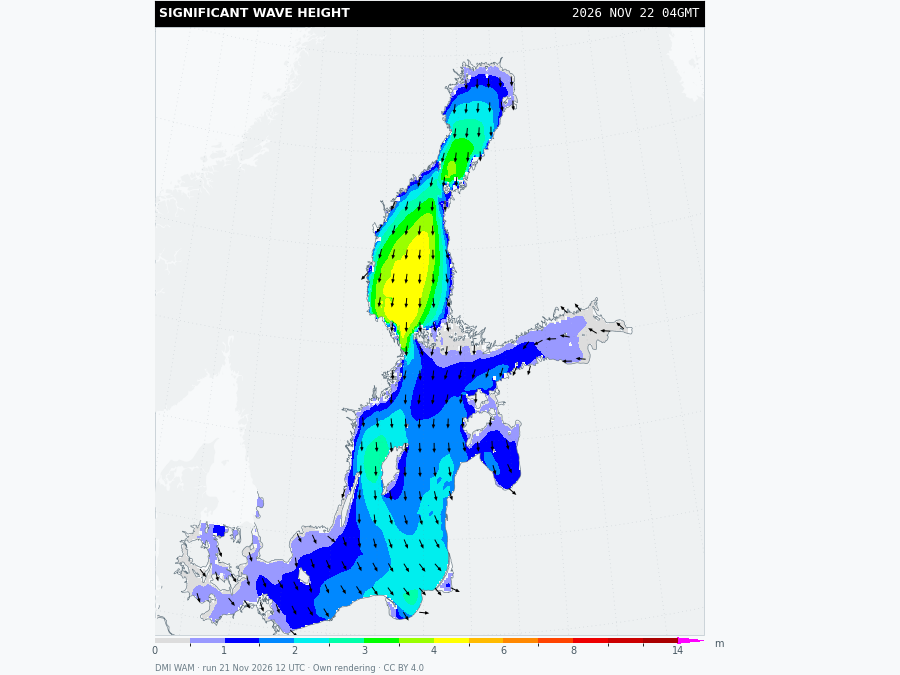 SIGNIFICANT WAVE HEIGHT 2026 NOV 22 04GMT
0 1 2 3 4 6 8 14 m
DMI WAM · run 21 Nov 2026 12 UTC · Own rendering · CC BY 4.0